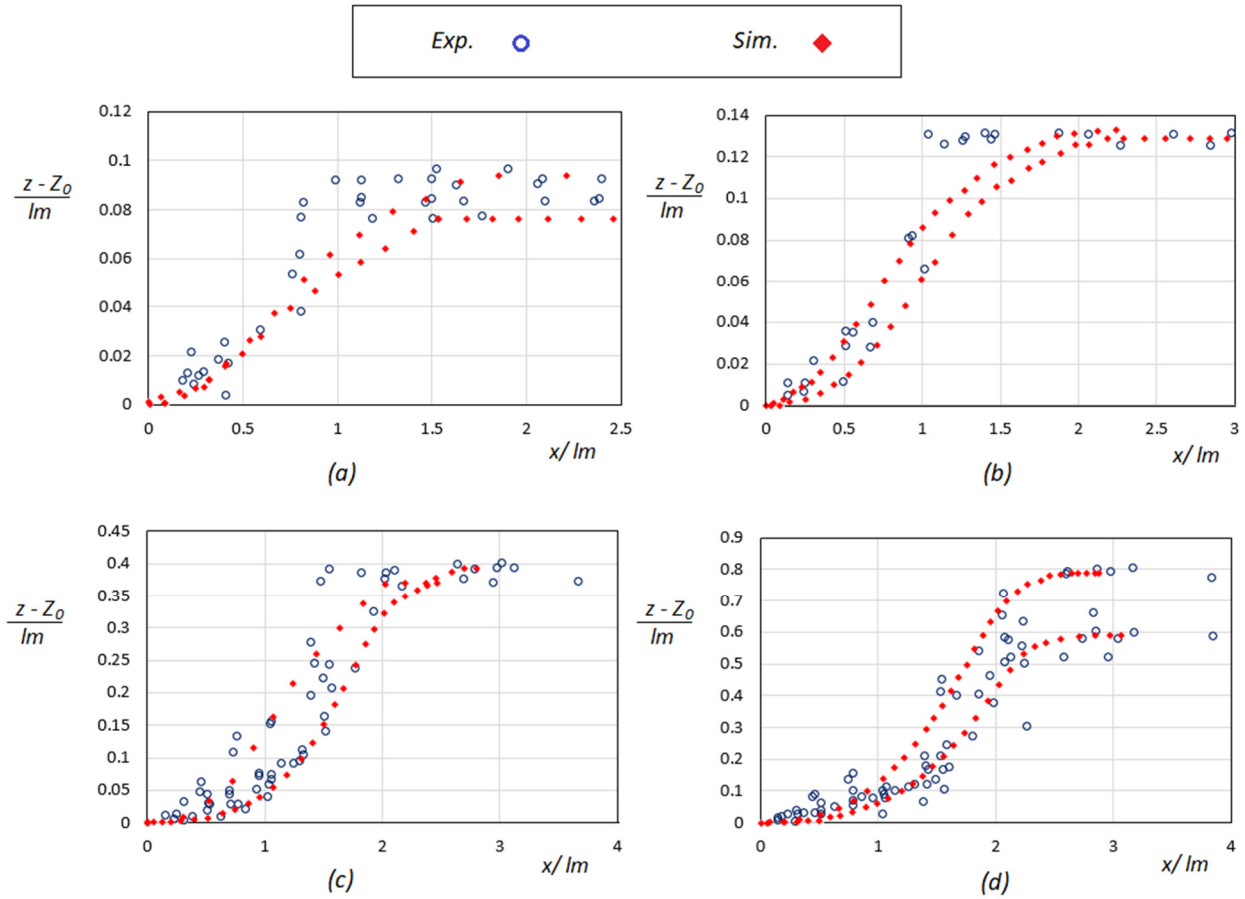 Exp. Sim.
0.12
0.1
0.08
0.06
0.04
0.02
0
z - Z0
lm
0 0.5 1 1.5 2 2.5
x/ lm
(a)
0.14
0.12
0.1
0.08
0.06
0.04
0.02
0
z - Z0
lm
0 0.5 1 1.5 2 2.5 3
x/ lm
(b)
0.45
0.4
0.35
0.3
0.25
0.2
0.15
0.1
0.05
0
z - Z0
lm
0 1 2 3 4
x/ lm
(c)
0.9
0.8
0.7
0.6
0.5
0.4
0.3
0.2
0.1
0
z - Z0
lm
0 1 2 3 4
x/ lm
(d)